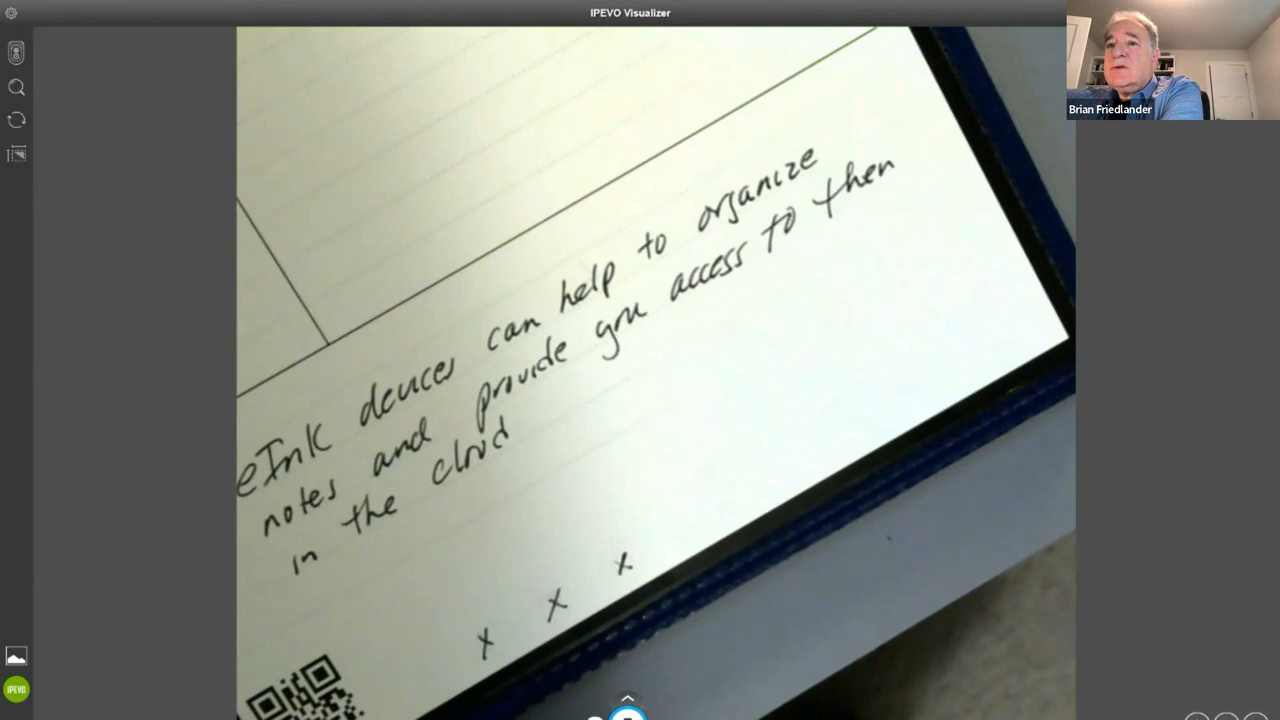 IPEVO Visualizer
Brian Friedlander
eInk devices can help to organize
notes and provide you access to then
in the cloud
x x x
IPEVO